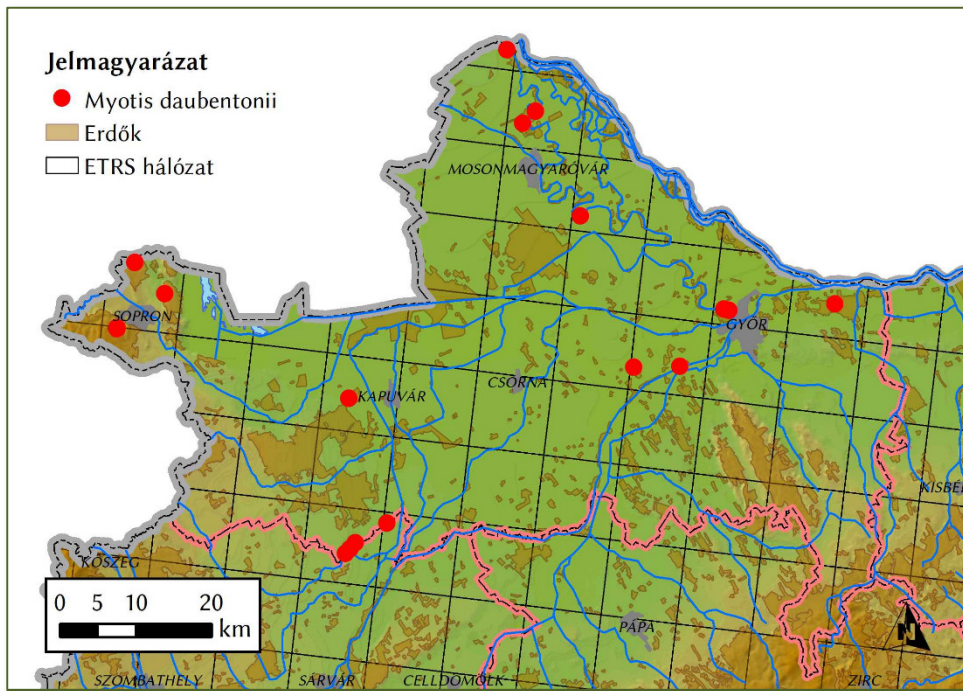 Jelmagyarázat
Myotis daubentonii
Erdők
ETRS hálózat
MOSONMAGYARÓVÁR
SOPRON
GYŐR
CSORNA
KAPUVÁR
KISBÉR
KŐSZEG
0 5 10 20
km
PÁPA
N
SZOMBATHELY
SÁRVÁR
CELLDÖMÖLK
ZIRC